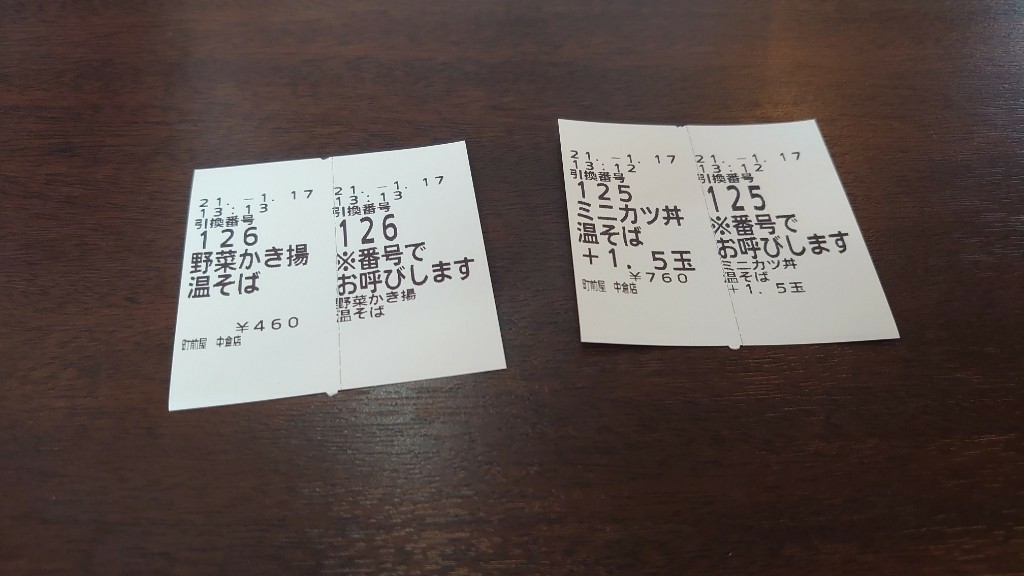 21.-1.17
13:13
引換番号
126
野菜かき揚
温そば
¥460
町前屋 中倉店
21.-1.17
13:13
引換番号
126
※番号で
お呼びします
野菜かき揚
温そば
21.-1.17
13:12
引換番号
125
ミニカツ丼
温そば
+1.5玉
¥760
町前屋 中倉店
21.-1.17
13:12
引換番号
125
※番号で
お呼びします
ミニカツ丼
温そば
+1.5玉